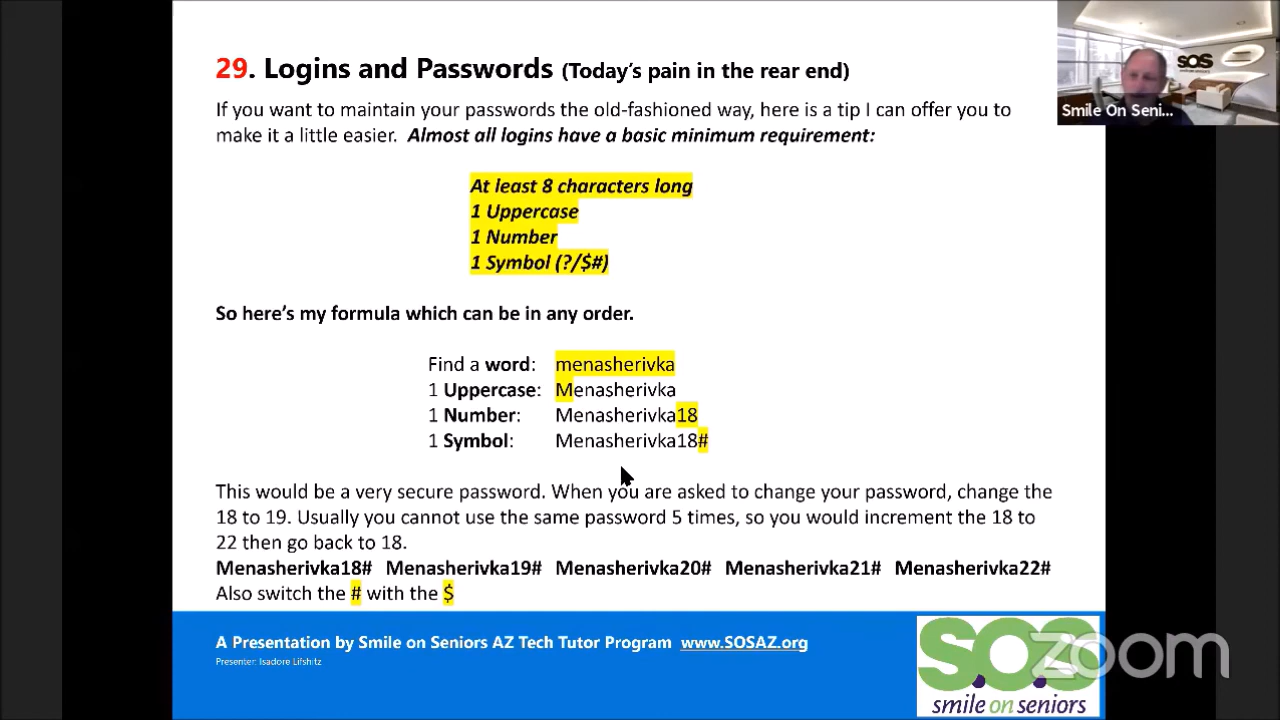 29. Logins and Passwords (Today's pain in the rear end)
If you want to maintain your passwords the old-fashioned way, here is a tip I can offer you to
make it a little easier. Almost all logins have a basic minimum requirement:
At least 8 characters long
1 Uppercase
1 Number
1 Symbol (?/$#)
So here's my formula which can be in any order.
Find a word: menasherivka
1 Uppercase: Menasherivka
1 Number: Menasherivka18
1 Symbol: Menasherivka18#
This would be a very secure password. When you are asked to change your password, change the
18 to 19. Usually you cannot use the same password 5 times, so you would increment the 18 to
22 then go back to 18.
Menasherivka18# Menasherivka19# Menasherivka20# Menasherivka21# Menasherivka22#
Also switch the # with the $
A Presentation by Smile on Seniors AZ Tech Tutor Program www.SOSAZ.org
Presenter: Isadore Lifshitz
SOS
smile on seniors
zoom
SOS
smile on seniors
Smile On Seni...